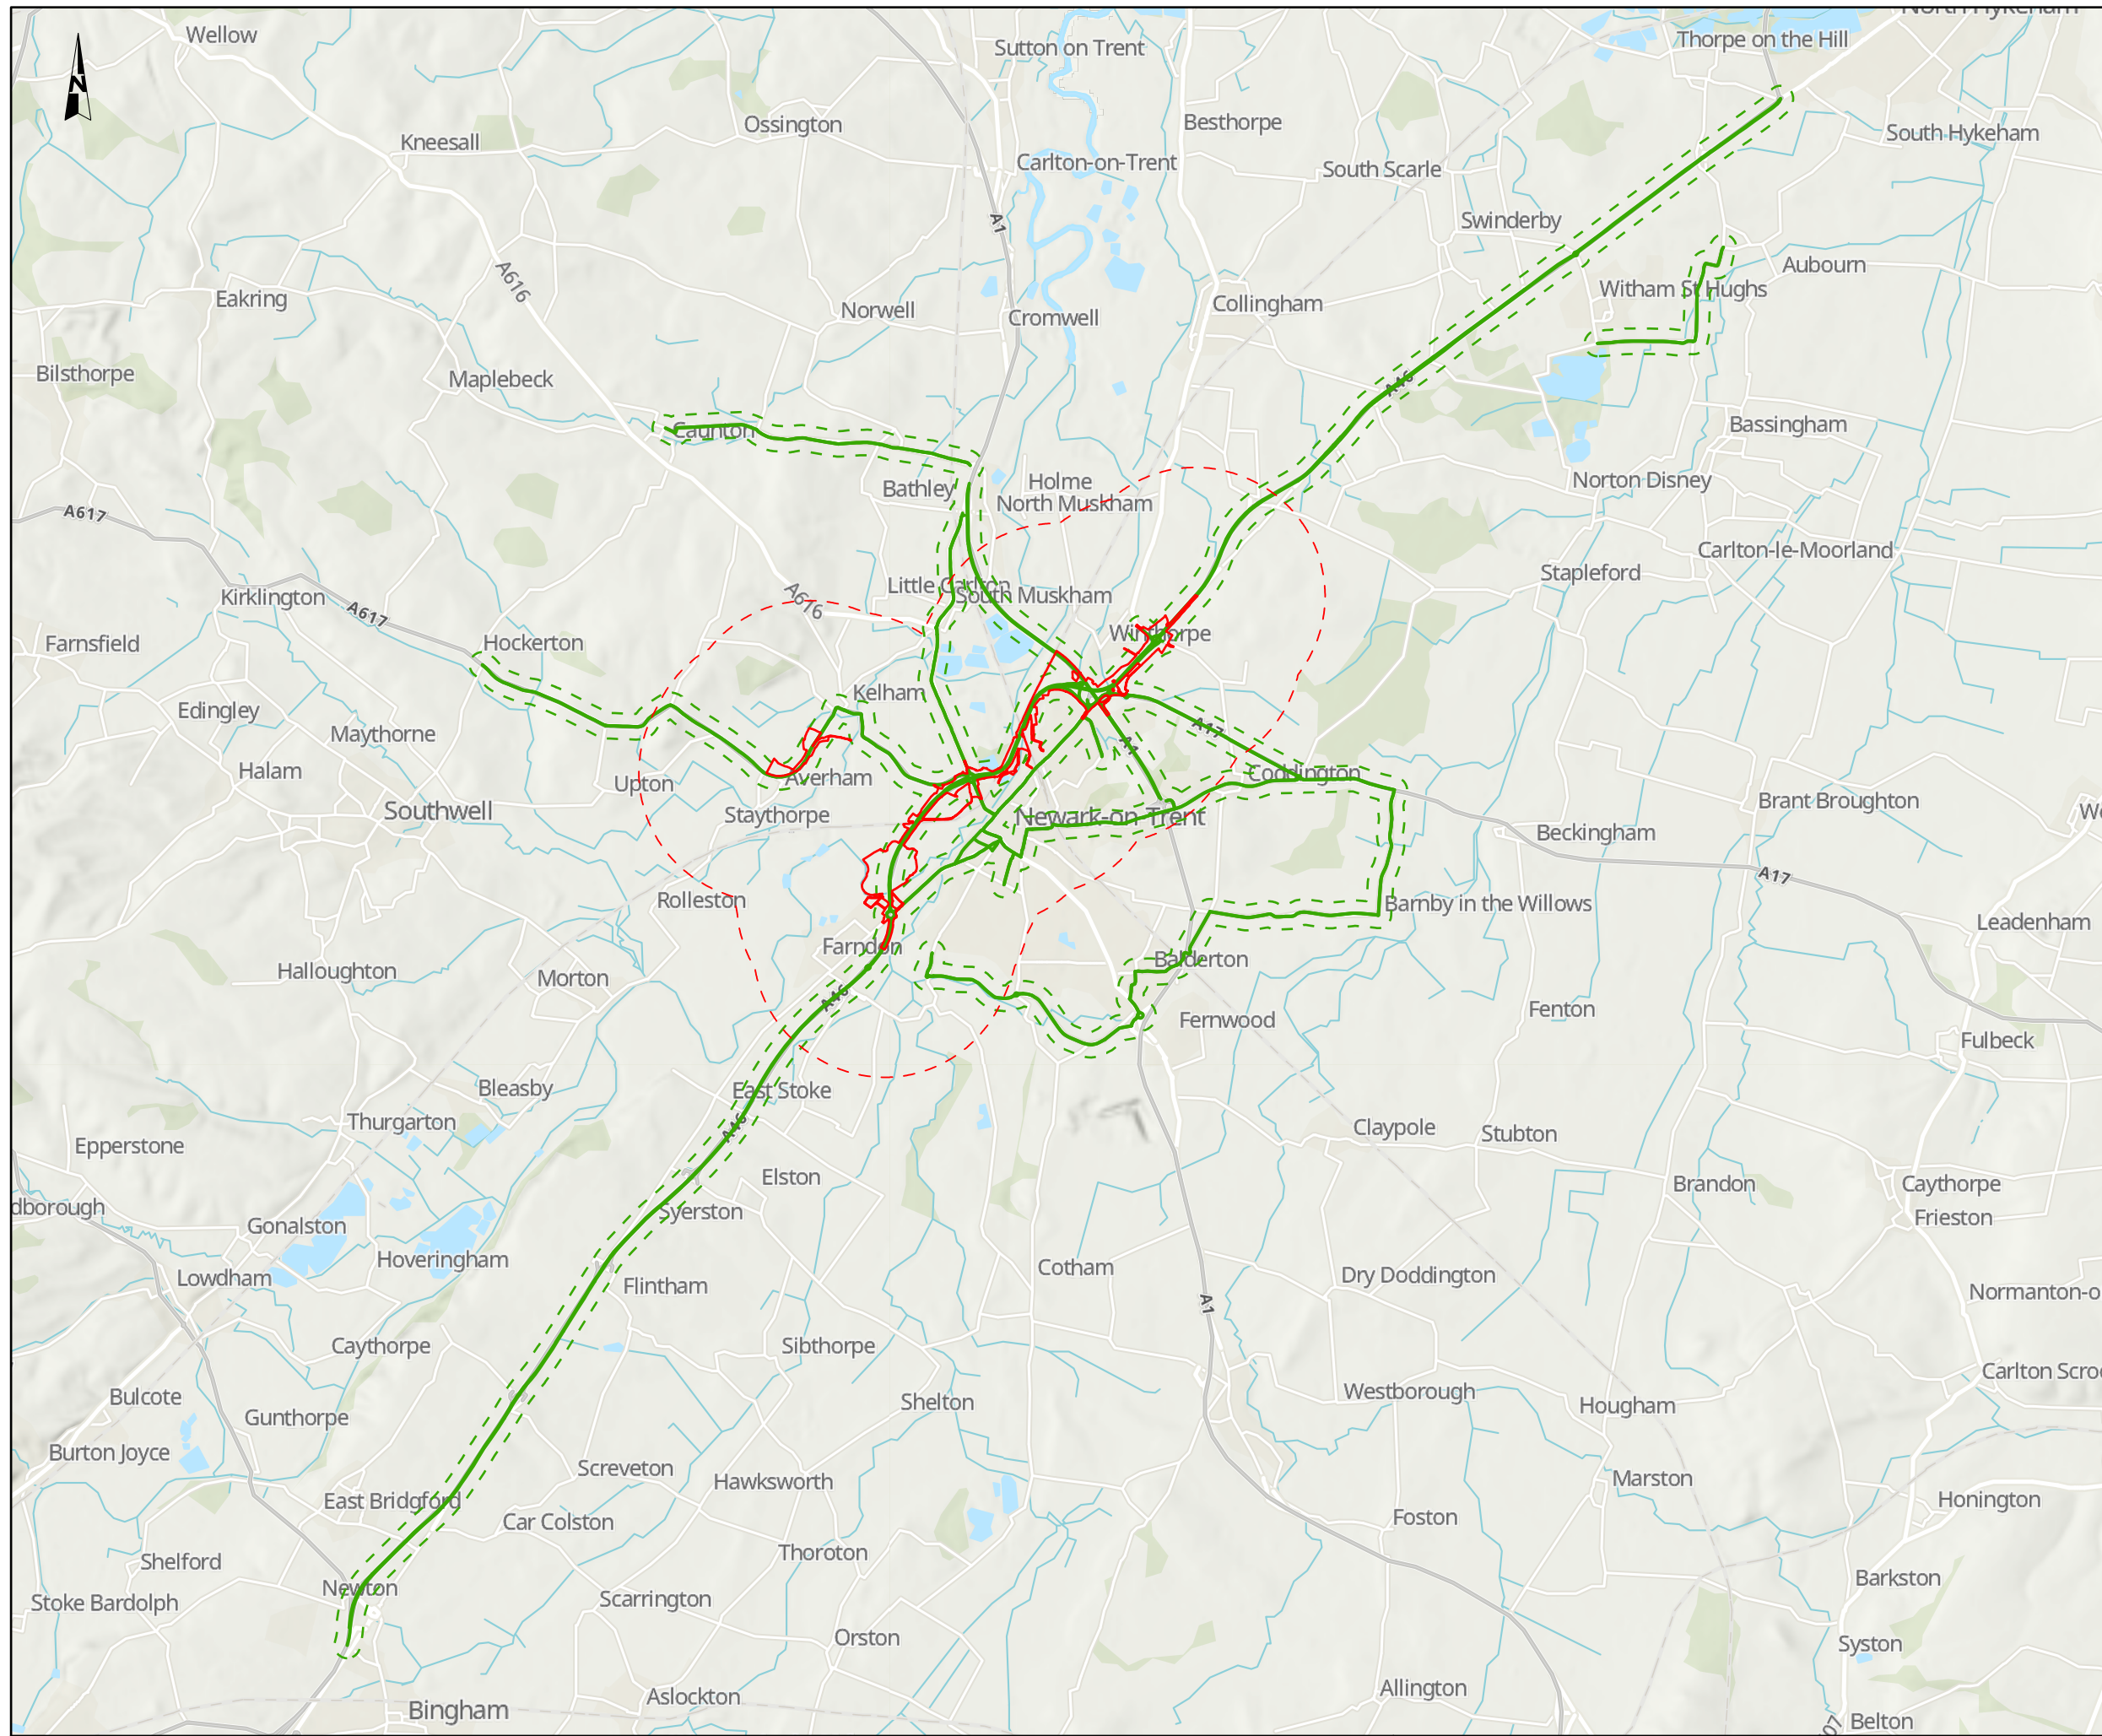 North Hykeham
Wellow
Sutton on Trent
Thorpe on the Hill
N
Ossington
Besthorpe
South Hykeham
Kneesall
Carlton-on-Trent
South Scarle
Swinderby
A1
Aubourn
A616
Witham St Hughs
Eakring
Norwell
Collingham
Cromwell
Bilsthorpe
Maplebeck
A46
Bassingham
Caunton
Holme
Norton Disney
Bathley
North Muskham
A617
Carlton-le-Moorland
Stapleford
Little Carlton
Kirklington
A616
South Muskham
A617
Winthorpe
Farnsfield
Hockerton
Kelham
Edingley
Maythorne
A17
A1
Halam
Upton
Averham
Coddington
Southwell
Staythorpe
Newark-on-Trent
Brant Broughton
Beckingham
A17
Rolleston
Barnby in the Willows
Leadenham
Farndon
Balderton
Halloughton
Morton
A46
Fenton
Fernwood
Fulbeck
Bleasby
East Stoke
Thurgarton
A46
Claypole
Stubton
Epperstone
Elston
Brandon
Caythorpe
dborough
Syerston
Frieston
Gonalston
Hoveringham
Cotham
Lowdham
Flintham
Dry Doddington
Normanton-o
A1
Caythorpe
Sibthorpe
Carlton Scro
Bulcote
Westborough
Shelton
Hougham
Gunthorpe
Burton Joyce
Screveton
Hawksworth
Marston
East Bridgford
Honington
Car Colston
Foston
Shelford
Thoroton
Newton
Barkston
Stoke Bardolph
Scarrington
Orston
Syston
Allington
Aslockton
Bingham
07
Belton